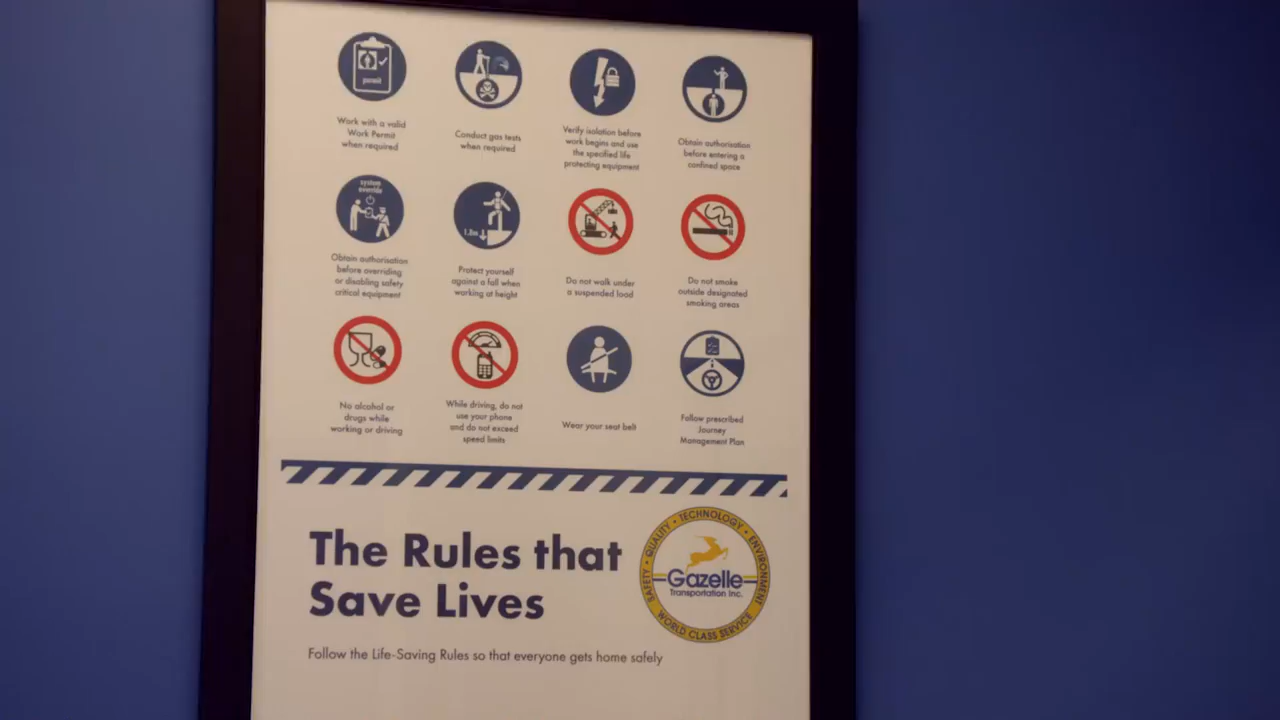 permit
Work with a valid
Work Permit
when required
Conduct gas tests
when required
Verify isolation before
work begins and use
the specified life
protecting equipment
Obtain authorisation
before entering a
confined space
system
override
Obtain authorisation
before overriding
or disabling safety
critical equipment
1.8m
Protect yourself
against a fall when
working at height
Do not walk under
a suspended load
Do not smoke
outside designated
smoking areas
No alcohol or
drugs while
working or driving
While driving, do not
use your phone
and do not exceed
speed limits
Wear your seat belt
Follow prescribed
Journey
Management Plan
The Rules that
Save Lives
Follow the Life-Saving Rules so that everyone gets home safely
SAFETY • QUALITY • TECHNOLOGY • ENVIRONMENT
Gazelle
Transportation Inc.
WORLD CLASS SERVICE